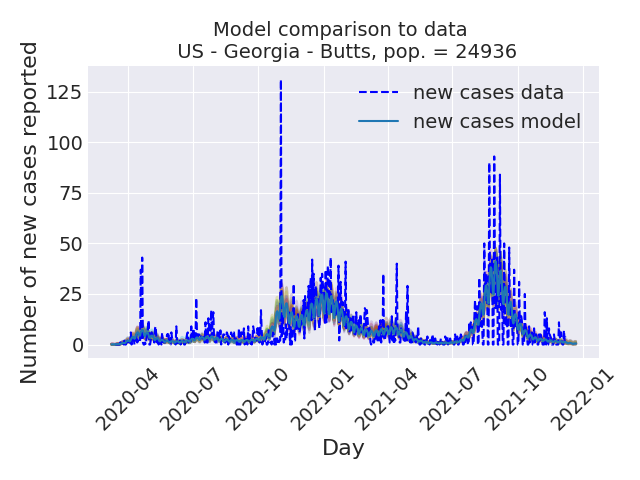 Model comparison to data
US - Georgia - Butts, pop. = 24936
Number of new cases reported
125
100
75
50
25
0
new cases data
new cases model
2020-04
2020-07
2020-10
2021-01
2021-04
2021-07
2021-10
2022-01
Day